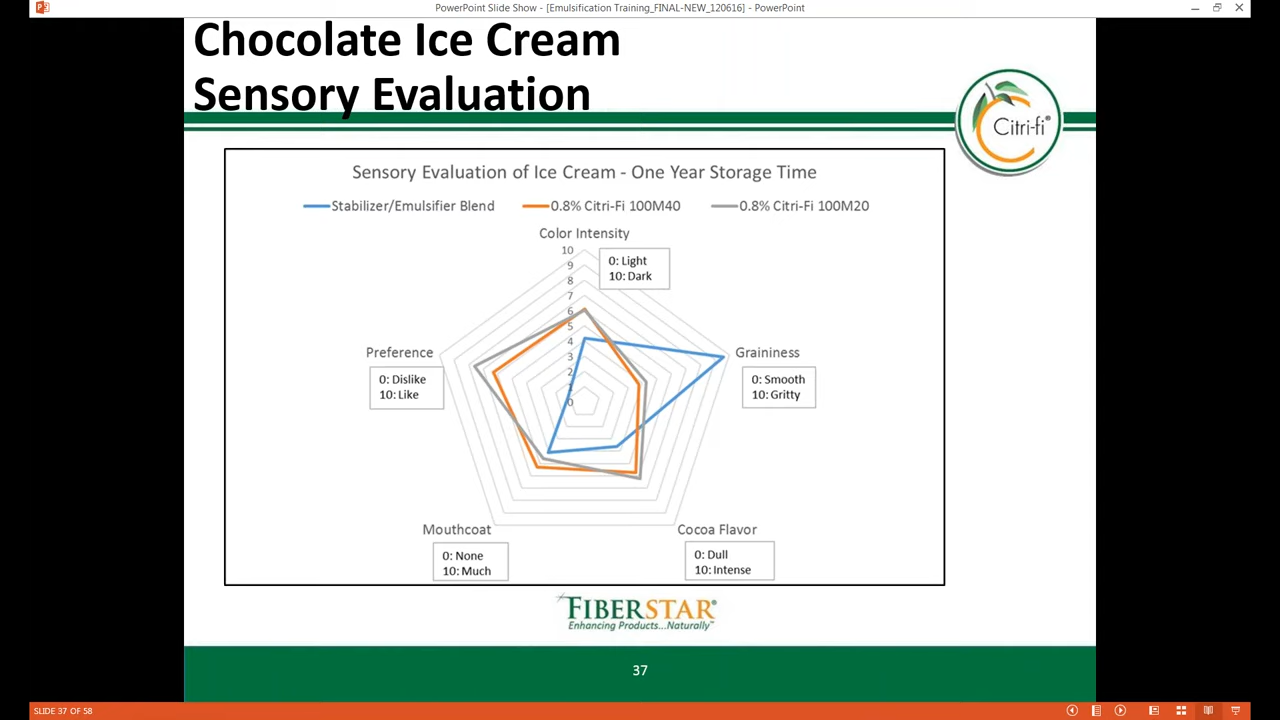 PowerPoint Slide Show - [Emulsification Training_FINAL-NEW_120616] - PowerPoint
Chocolate Ice Cream
Sensory Evaluation
Citri-fi®
Sensory Evaluation of Ice Cream - One Year Storage Time
Stabilizer/Emulsifier Blend
0.8% Citri-Fi 100M40
0.8% Citri-Fi 100M20
Color Intensity
0: Light
10: Dark
10
9
8
7
6
5
4
3
2
1
0
Preference
0: Dislike
10: Like
Graininess
0: Smooth
10: Gritty
Mouthcoat
0: None
10: Much
Cocoa Flavor
0: Dull
10: Intense
FIBERSTAR®
Enhancing Products...Naturally™
37
SLIDE 37 OF 58